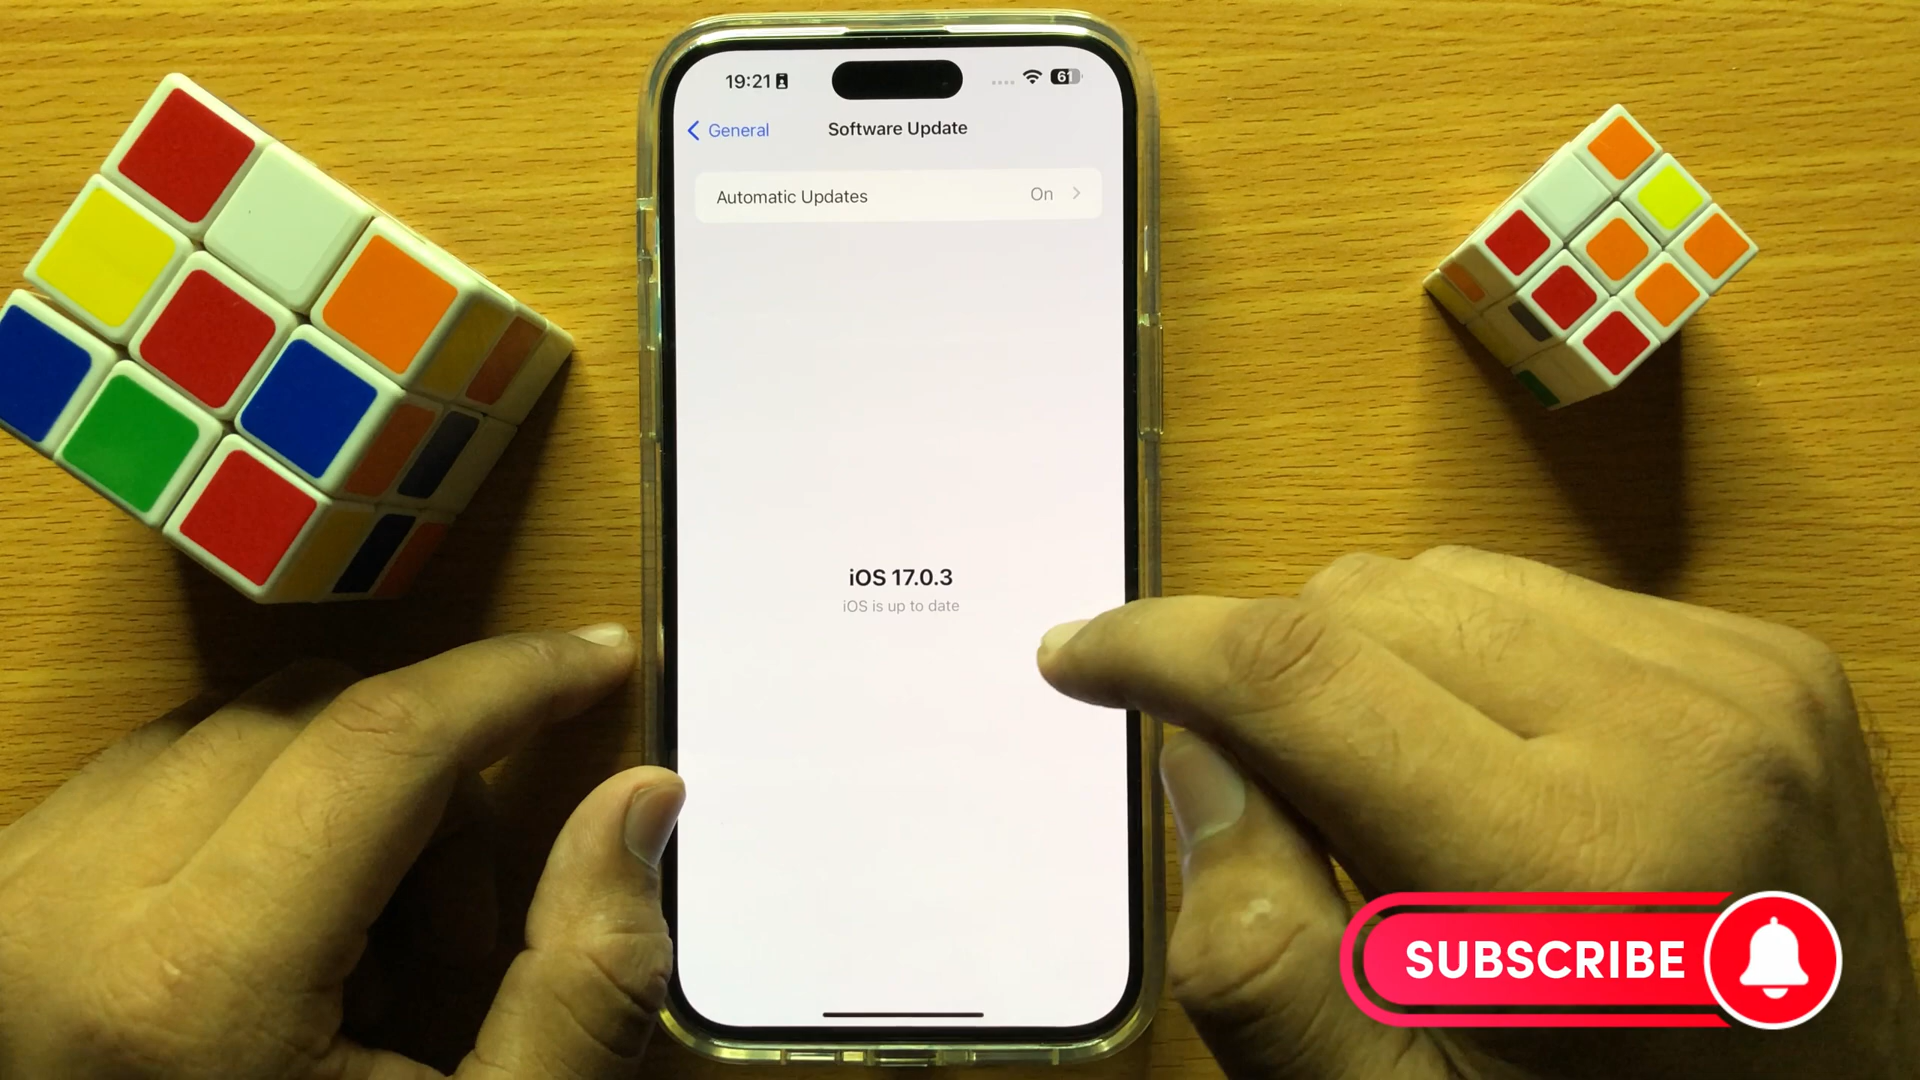 19:21
61
General
Software Update
Automatic Updates
On
iOS 17.0.3
iOS is up to date
SUBSCRIBE